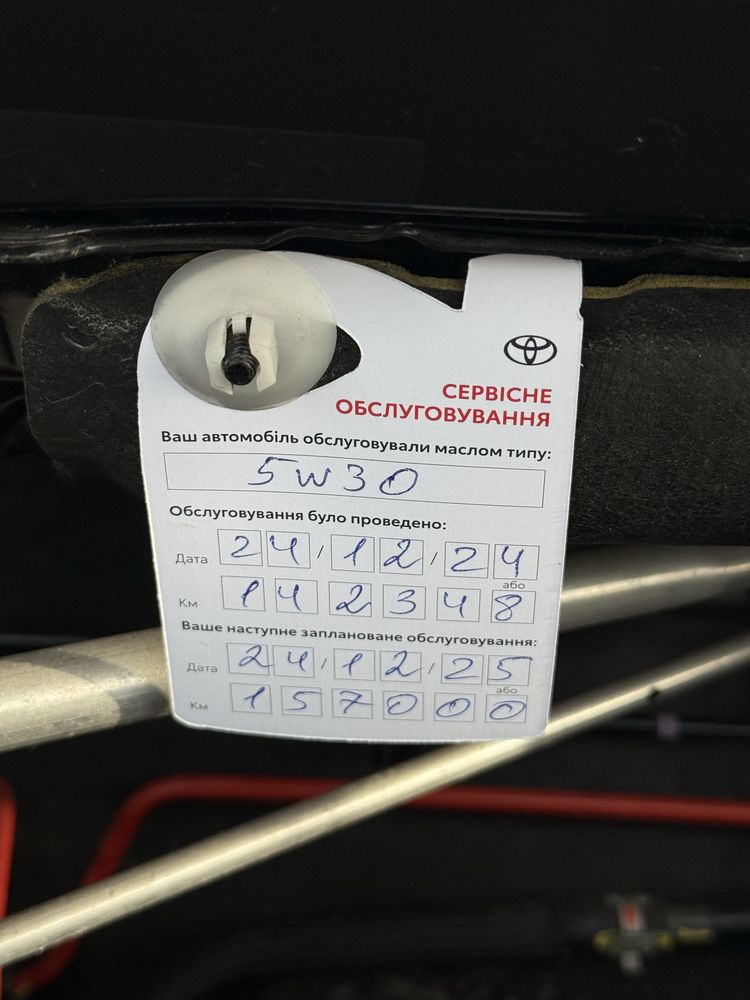 СЕРВІСНЕ
ОБСЛУГОВУВАННЯ
Ваш автомобіль обслуговували маслом типу:
5w30
Обслуговування було проведено:
Дата 24/12/24
або
Км 142348
Ваше наступне заплановане обслуговування:
Дата 24/12/25
або
Км 157000